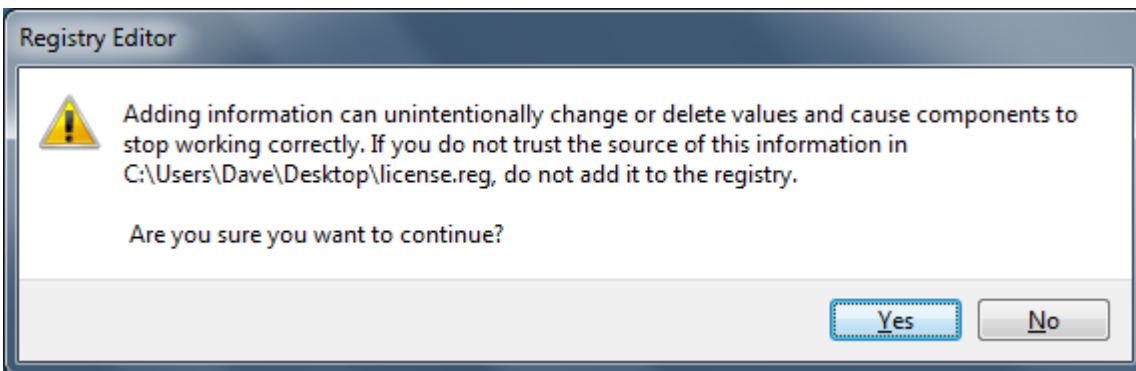 Registry Editor
Adding information can unintentionally change or delete values and cause components to
stop working correctly. If you do not trust the source of this information in
C:\Users\Dave\Desktop\license.reg, do not add it to the registry.
Are you sure you want to continue?
Yes No